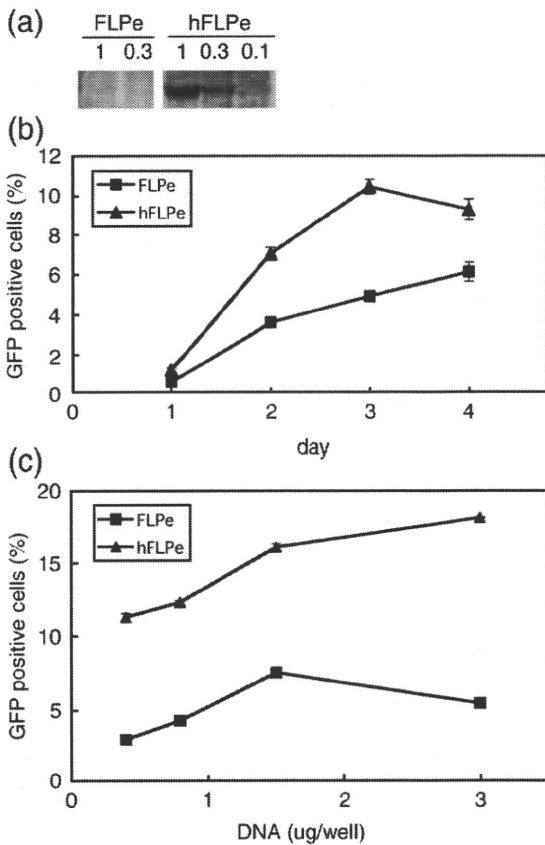 (a)
FLPe hFLPe
1 0.3 1 0.3 0.1
(b)
12
10
8
6
4
2
0
GFP positive cells (%)
FLPe
hFLPe
0 1 2 3 4
day
(c)
20
15
10
5
0
GFP positive cells (%)
FLPe
hFLPe
0 1 2 3
DNA (ug/well)